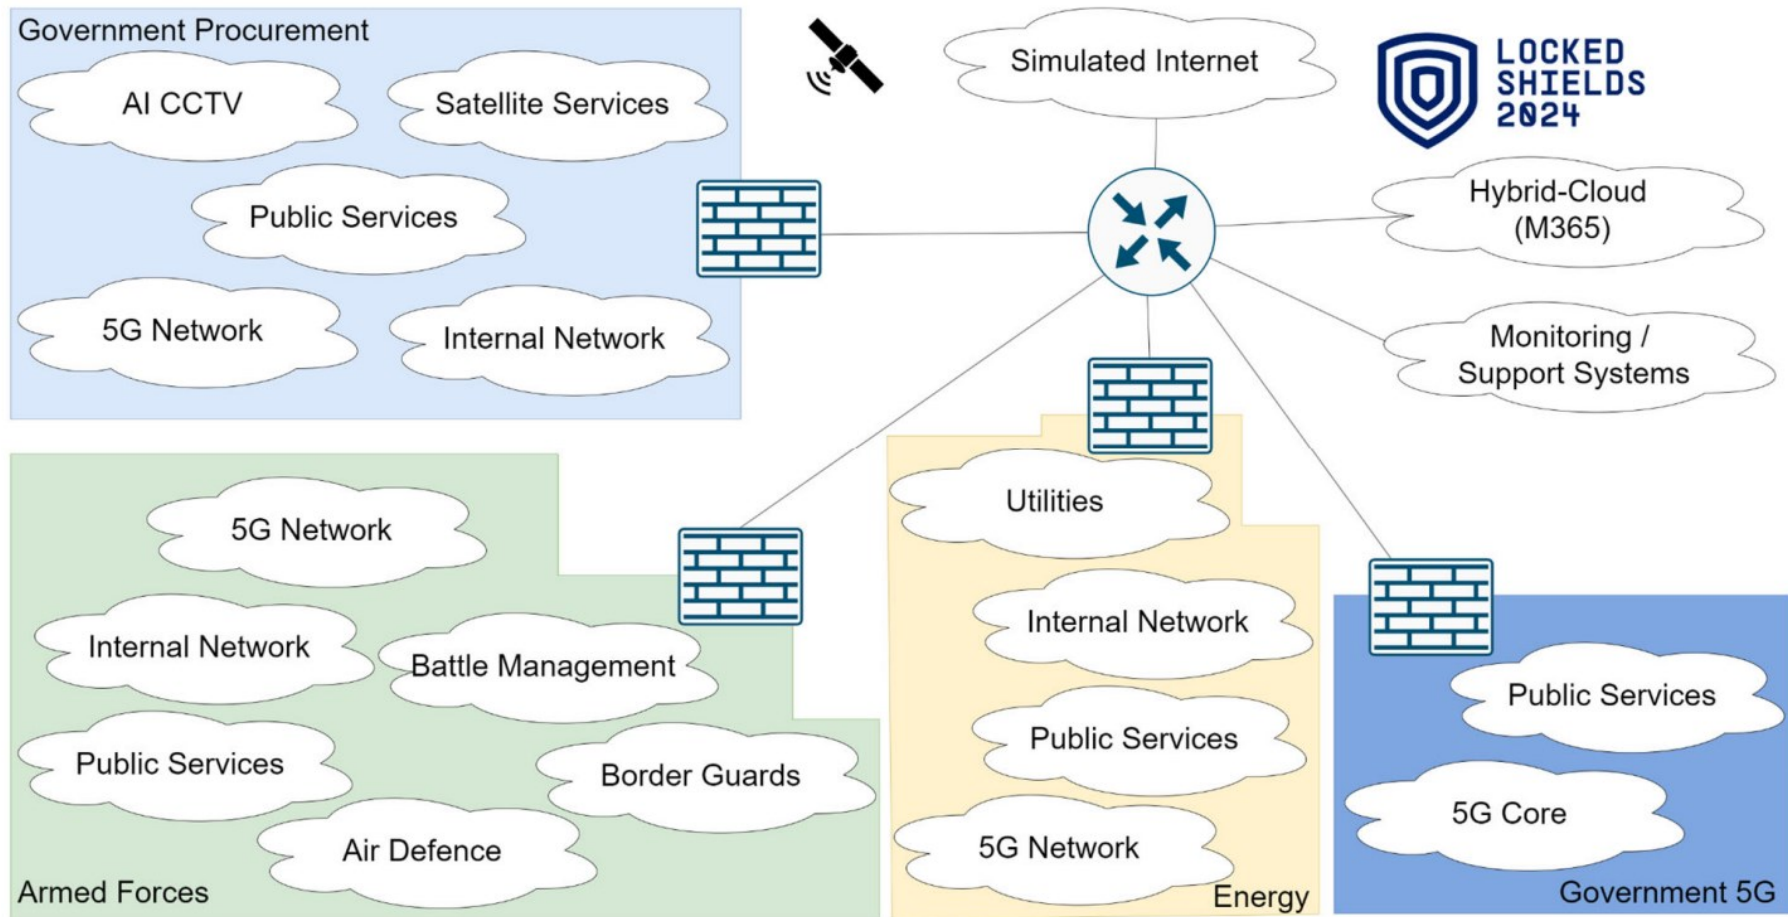 Government Procurement
AI CCTV
Satellite Services
Public Services
5G Network
Internal Network
Simulated Internet
LOCKED
SHIELDS
2024
Hybrid-Cloud
(M365)
Monitoring /
Support Systems
5G Network
Internal Network
Battle Management
Public Services
Border Guards
Air Defence
Armed Forces
Utilities
Internal Network
Public Services
5G Network
Energy
Public Services
5G Core
Government 5G